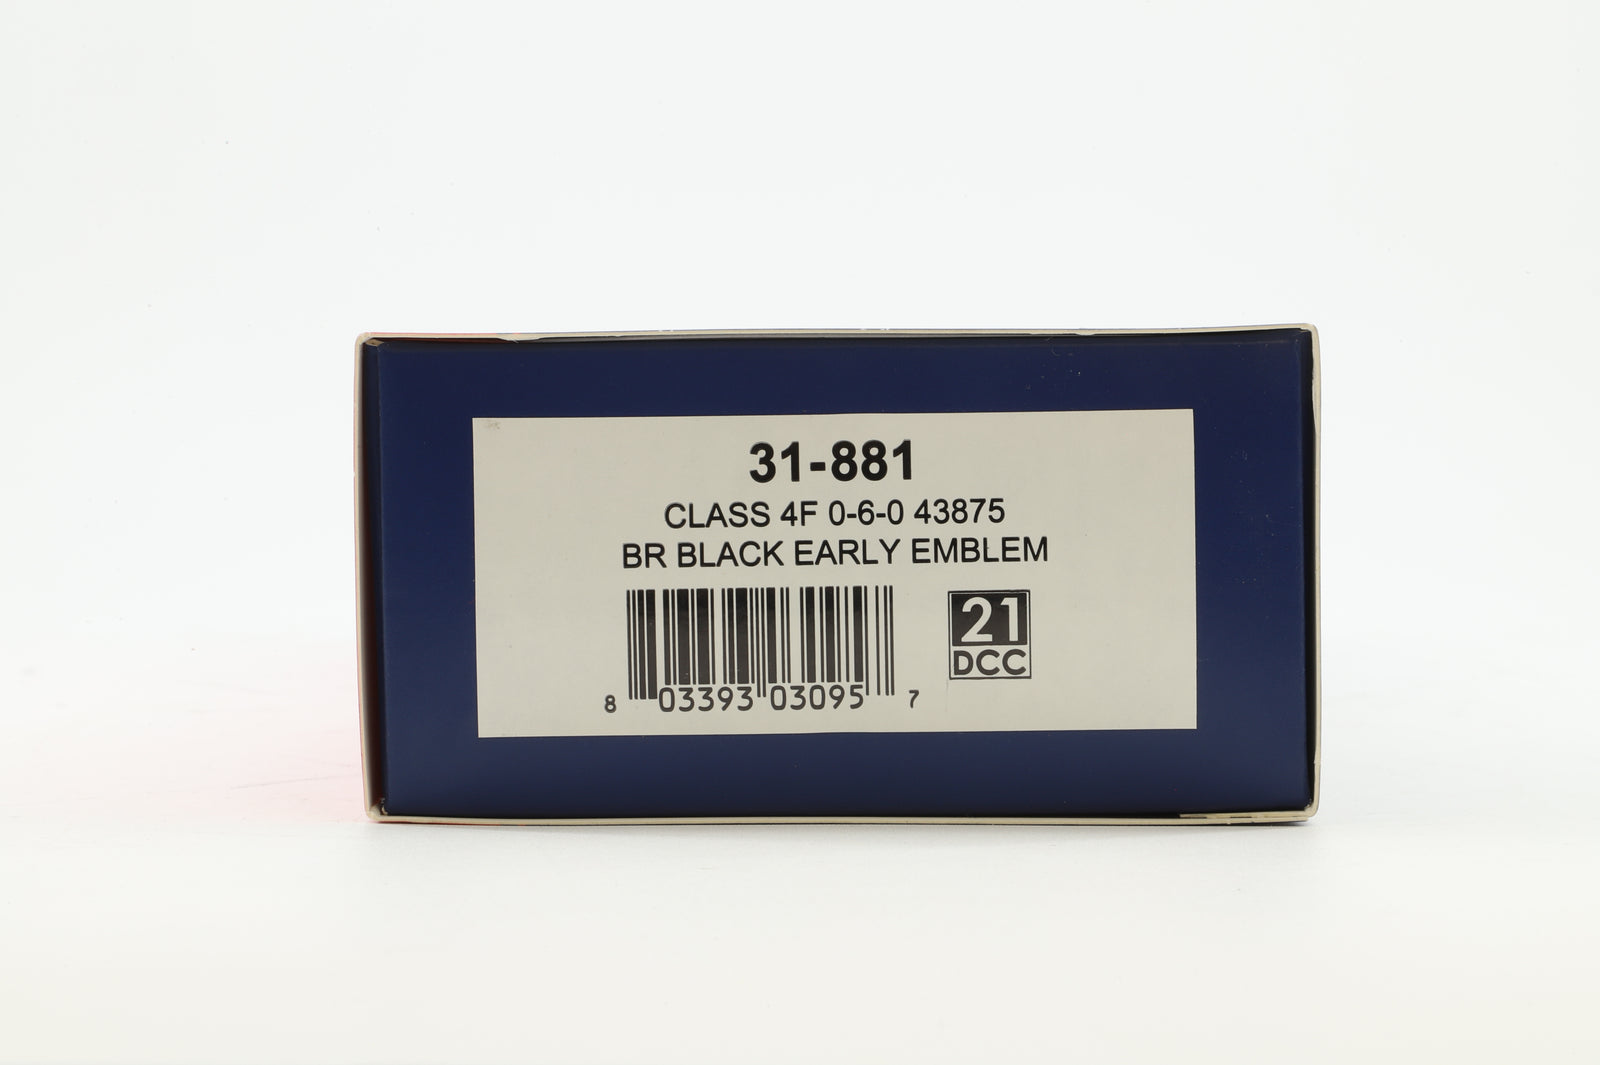 31-881
CLASS 4F 0-6-0 43875
BR BLACK EARLY EMBLEM
21
DCC
8 03393 03095 7